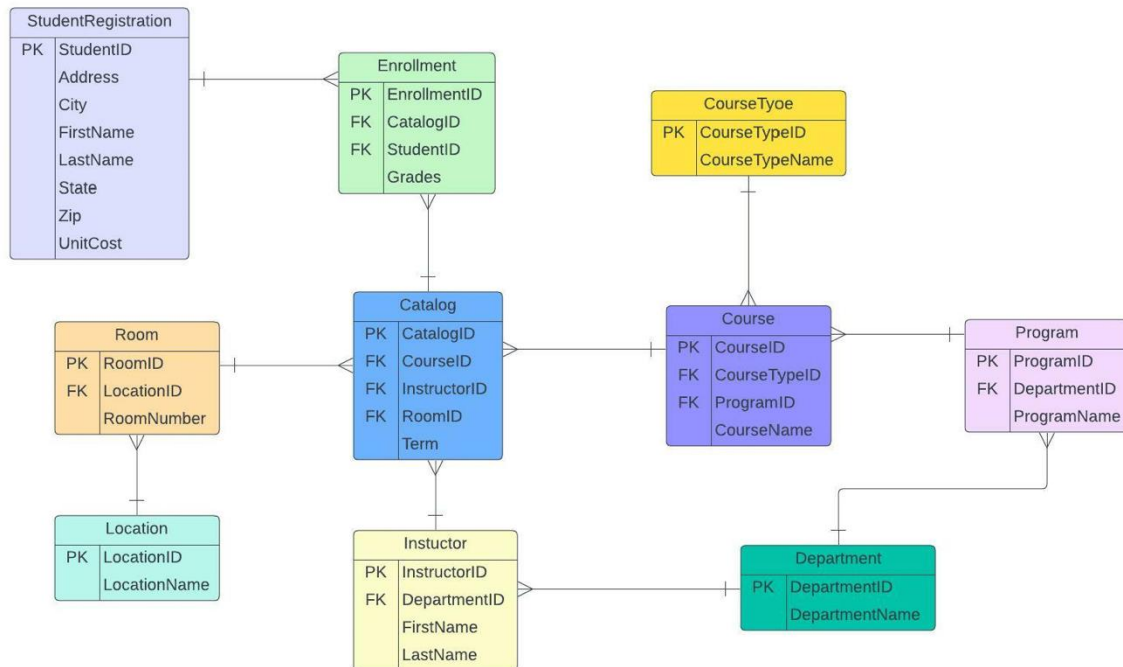 StudentRegistration
PK StudentID
Address
City
FirstName
LastName
State
Zip
UnitCost
Enrollment
PK EnrollmentID
FK CatalogID
FK StudentID
Grades
CourseTyoe
PK CourseTypeID
CourseTypeName
Room
PK RoomID
FK LocationID
RoomNumber
Catalog
PK CatalogID
FK CourseID
FK InstructorID
FK RoomID
Term
Course
PK CourseID
FK CourseTypeID
FK ProgramID
CourseName
Program
PK ProgramID
FK DepartmentID
ProgramName
Location
PK LocationID
LocationName
Instuctor
PK InstructorID
FK DepartmentID
FirstName
LastName
Department
PK DepartmentID
DepartmentName